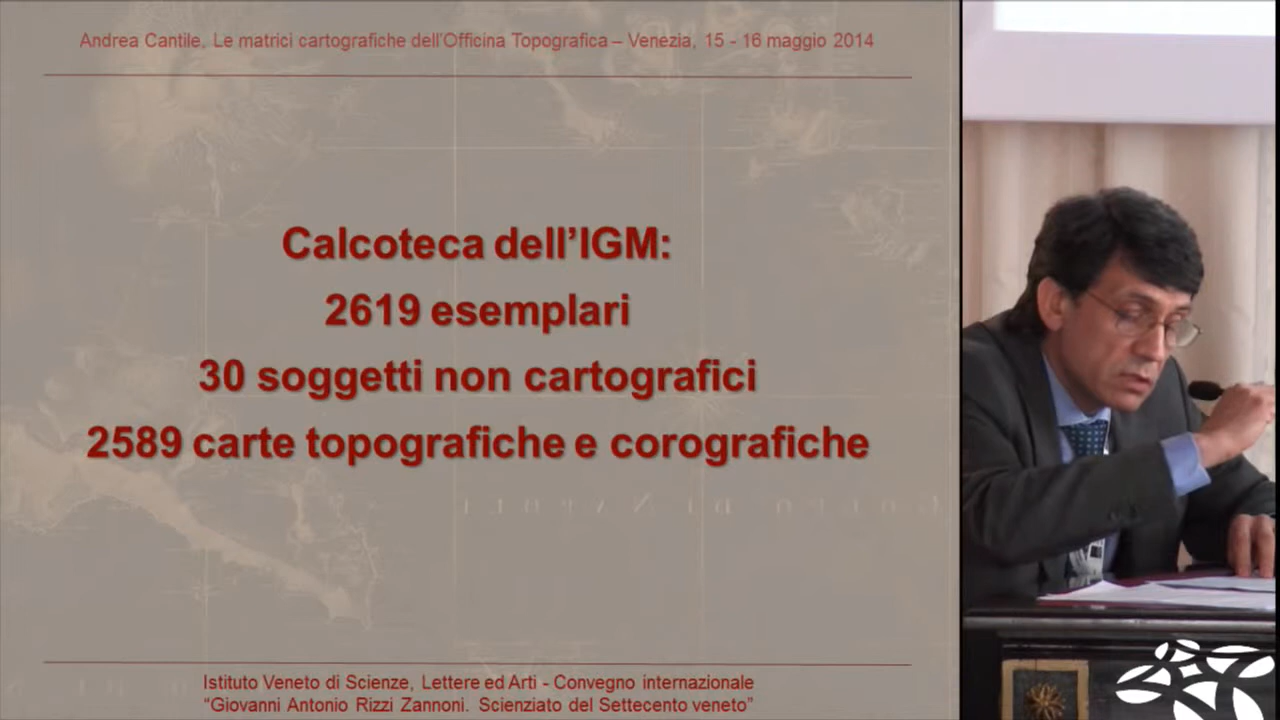 Andrea Cantile, Le matrici cartografiche dell'Officina Topografica – Venezia, 15 - 16 maggio 2014
Calcoteca dell'IGM:
2619 esemplari
30 soggetti non cartografici
2589 carte topografiche e corografiche
Istituto Veneto di Scienze, Lettere ed Arti - Convegno internazionale
"Giovanni Antonio Rizzi Zannoni. Scienziato del Settecento veneto"